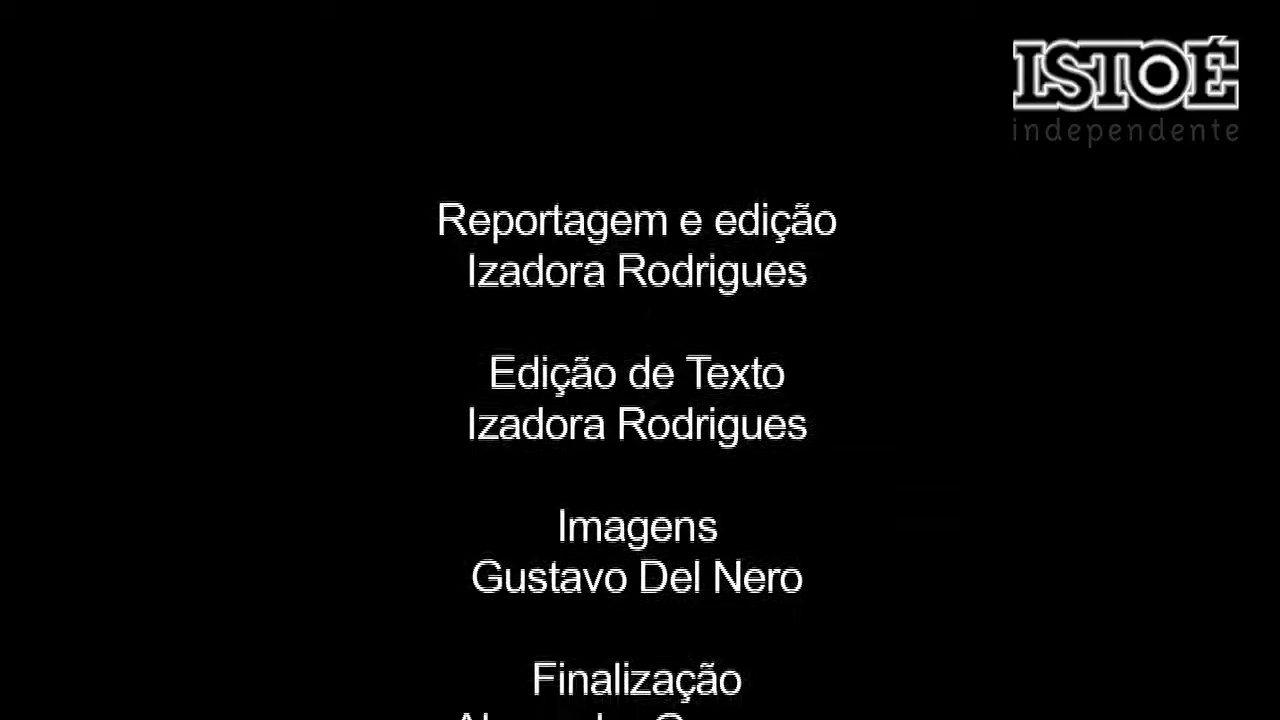 ISTOÉ
independente
Reportagem e edição
Izadora Rodrigues
Edição de Texto
Izadora Rodrigues
Imagens
Gustavo Del Nero
Finalização